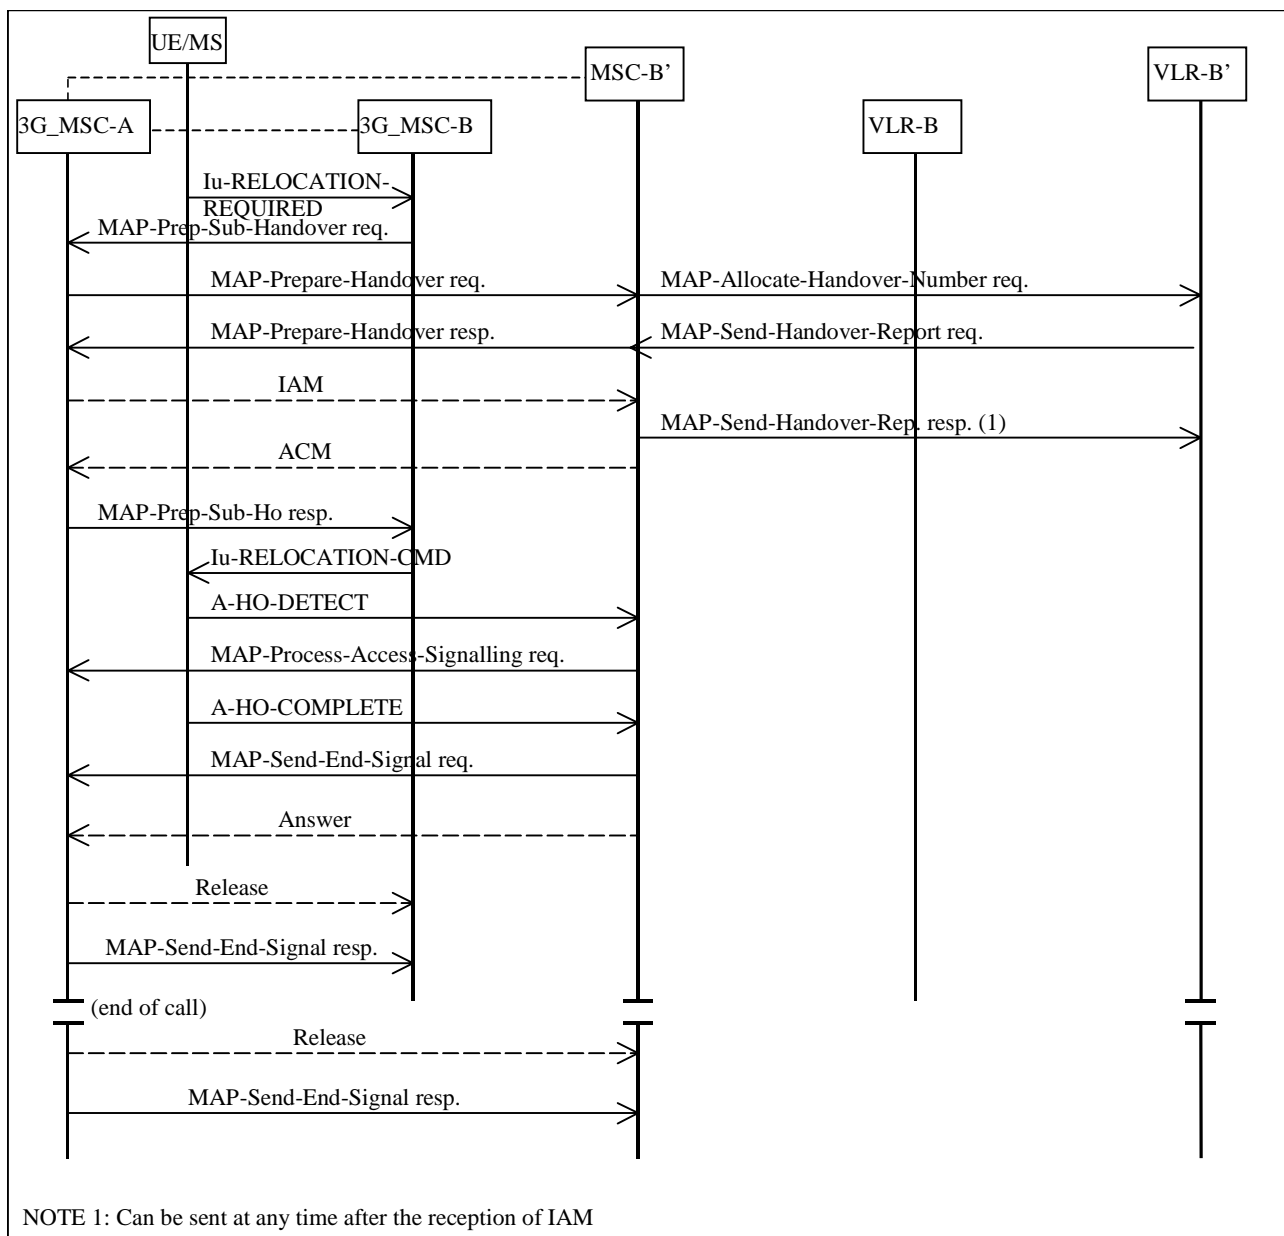 UE/MS
MSC-B’
VLR-B’
3G_MSC-A
3G_MSC-B
VLR-B
Iu-RELOCATION-
REQUIRED
MAP-Prep-Sub-Handover req.
MAP-Prepare-Handover req.
MAP-Allocate-Handover-Number req.
MAP-Prepare-Handover resp.
MAP-Send-Handover-Report req.
IAM
MAP-Send-Handover-Rep. resp. (1)
ACM
MAP-Prep-Sub-Ho resp.
Iu-RELOCATION-CMD
A-HO-DETECT
MAP-Process-Access-Signalling req.
A-HO-COMPLETE
MAP-Send-End-Signal req.
Answer
Release
MAP-Send-End-Signal resp.
(end of call)
Release
MAP-Send-End-Signal resp.
NOTE 1: Can be sent at any time after the reception of IAM